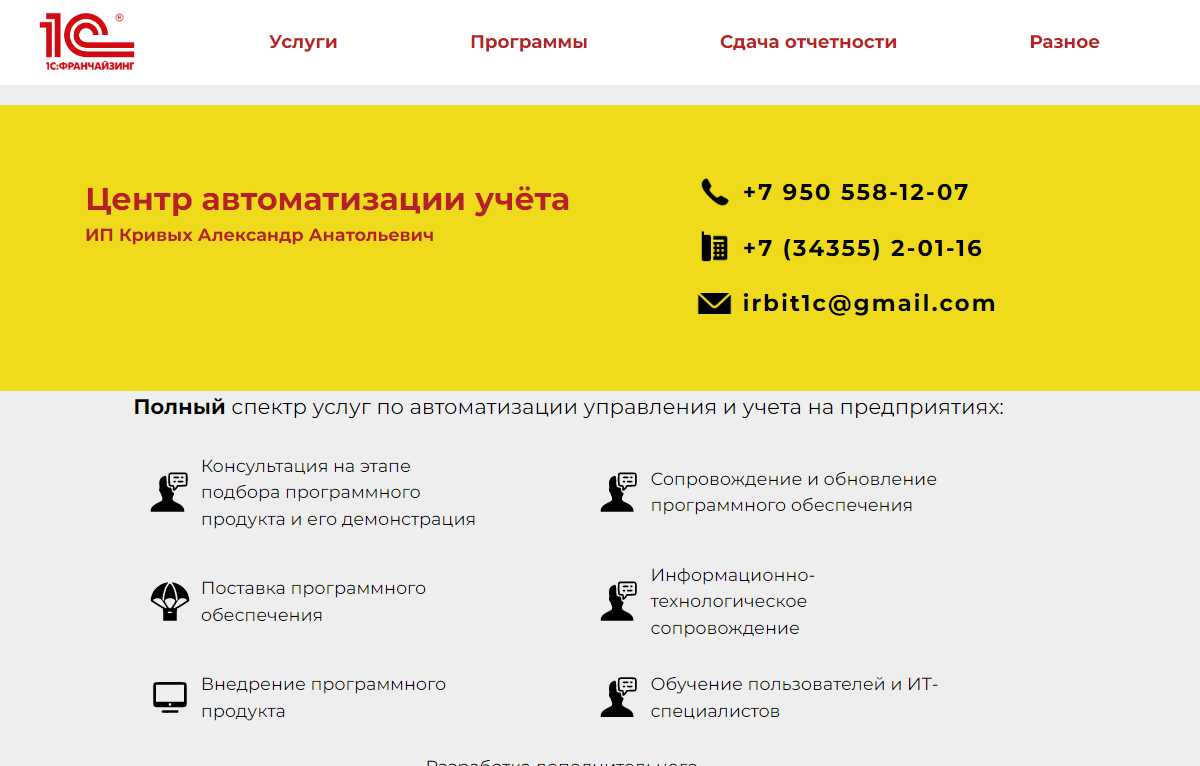 1С®
1С:ФРАНЧАЙЗИНГ
Услуги
Программы
Сдача отчетности
Разное
Центр автоматизации учёта
ИП Кривых Александр Анатольевич
+7 950 558-12-07
+7 (34355) 2-01-16
irbit1c@gmail.com
Полный спектр услуг по автоматизации управления и учета на предприятиях:
Консультация на этапе
подбора программного
продукта и его демонстрация
Сопровождение и обновление
программного обеспечения
Поставка программного
обеспечения
Информационно-
технологическое
сопровождение
Внедрение программного
продукта
Обучение пользователей и ИТ-
специалистов
Разработка дополнительного